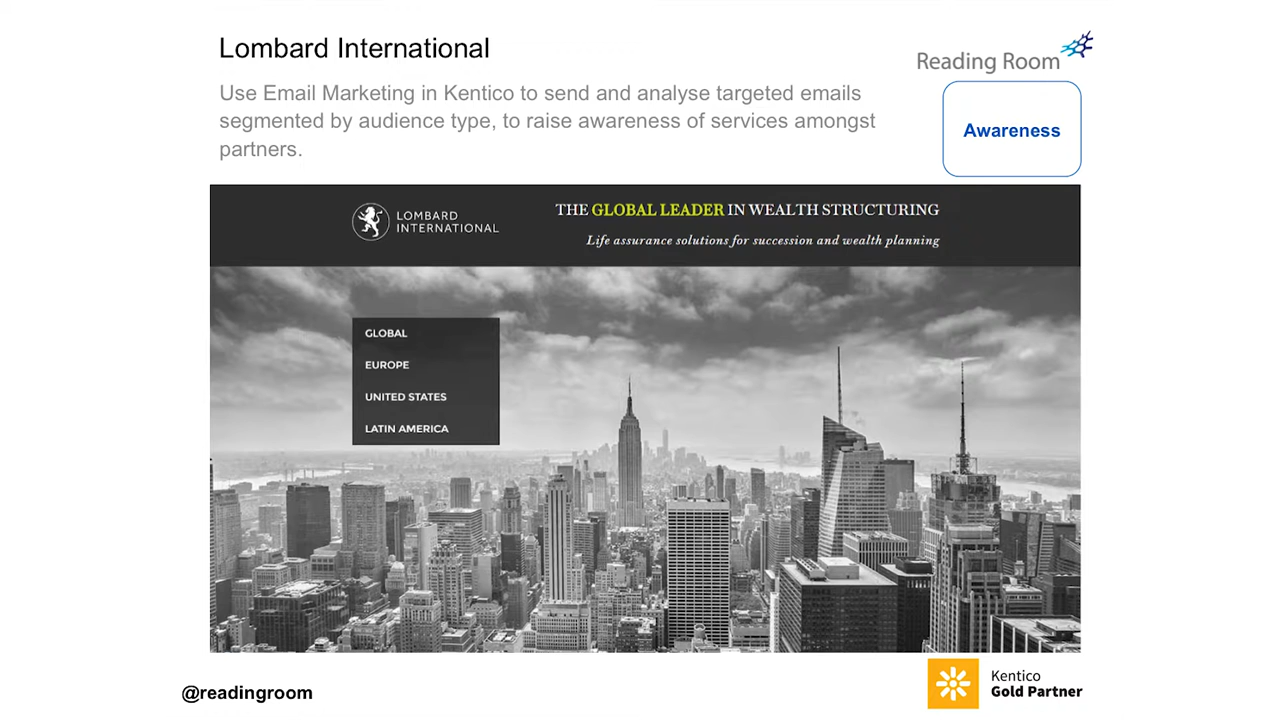 Lombard International
Reading Room
Use Email Marketing in Kentico to send and analyse targeted emails
segmented by audience type, to raise awareness of services amongst
partners.
Awareness
LOMBARD
INTERNATIONAL
THE GLOBAL LEADER IN WEALTH STRUCTURING
Life assurance solutions for succession and wealth planning
GLOBAL
EUROPE
UNITED STATES
LATIN AMERICA
@readingroom
Kentico
Gold Partner